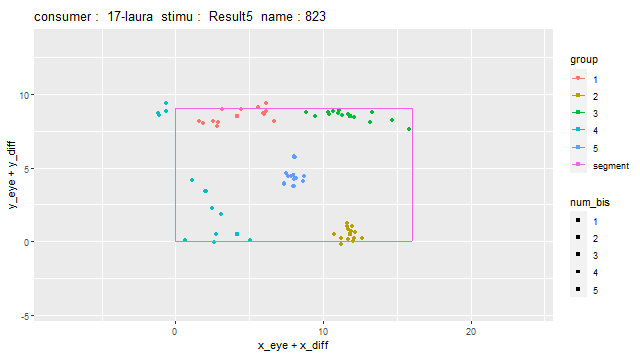 consumer : 17-laura stimu : Result5 name : 823
y_eye + y_diff
10
5
0
-5
0
10
20
x_eye + x_diff
group
1
2
3
4
5
segment
num_bis
1
2
3
4
5